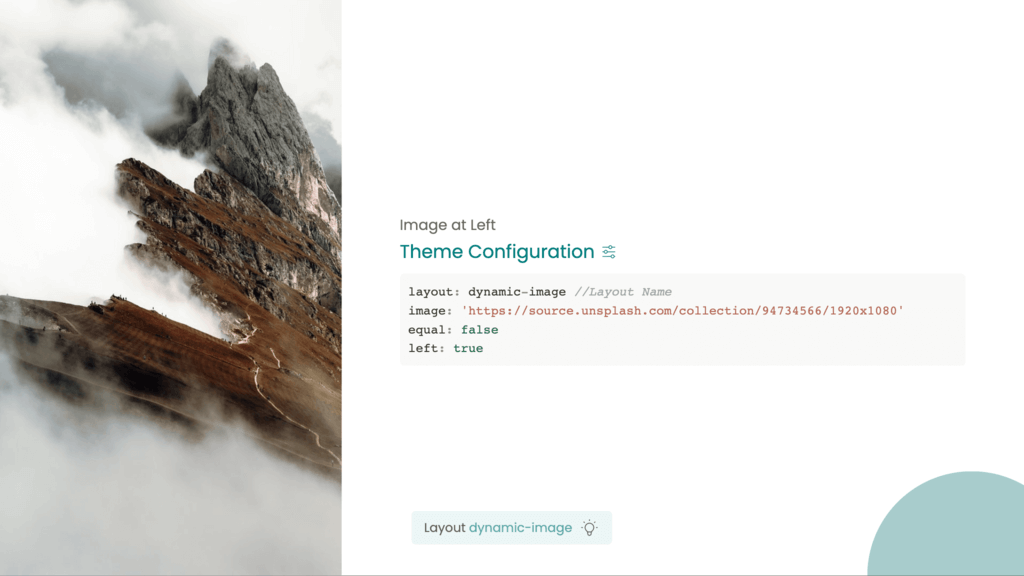 Image at Left
Theme Configuration
layout: dynamic-image //Layout Name
image: 'https://source.unsplash.com/collection/94734566/1920x1080'
equal: false
left: true
Layout dynamic-image